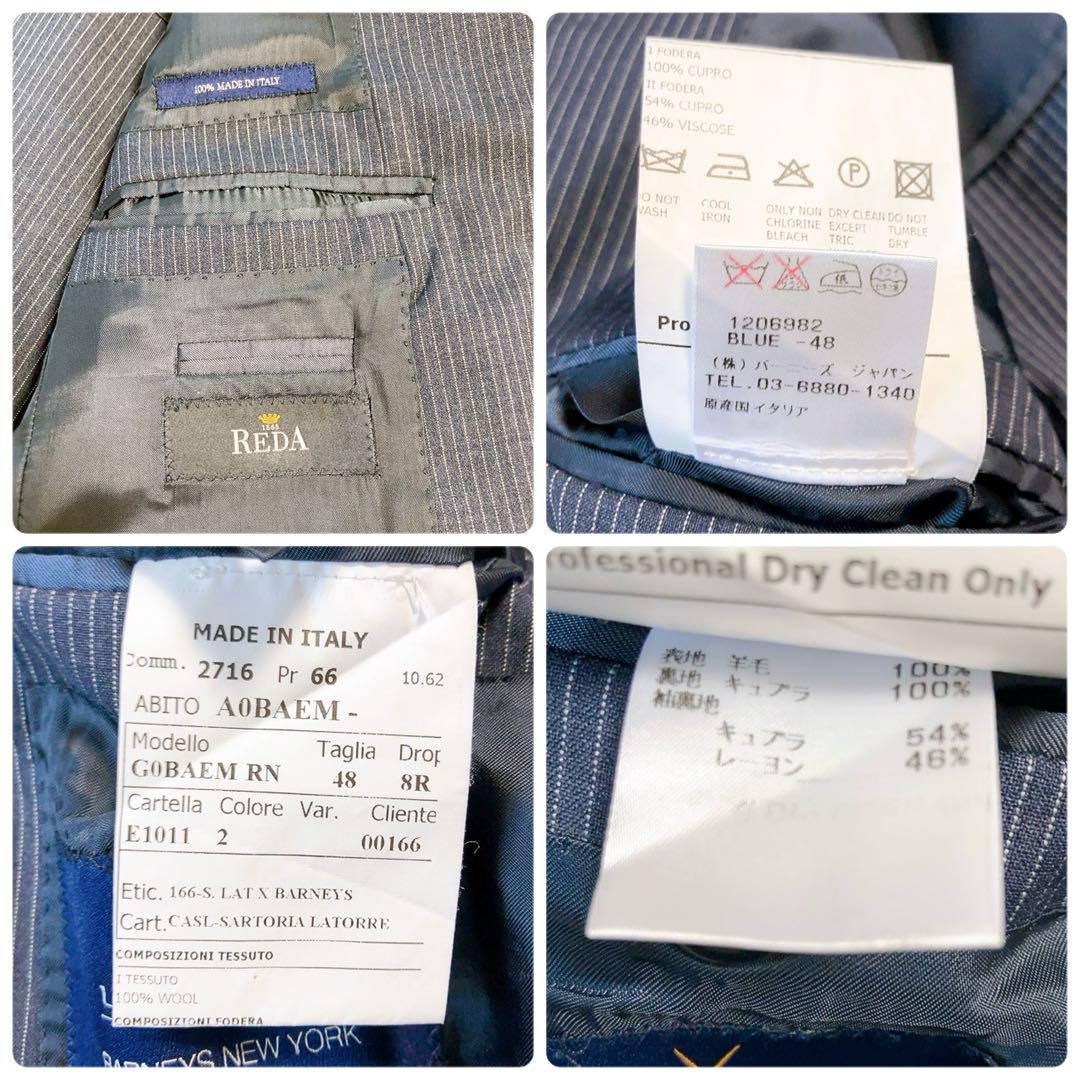 100% MADE IN ITALY
1865
REDA
I FODERA
100% CUPRO
II FODERA
54% CUPRO
46% VISCOSE
DO NOT WASH
COOL IRON
ONLY NON CHLORINE BLEACH
DRY CLEAN EXCEPT TRIC
DO NOT TUMBLE DRY
Pro
低
ドライ
1206982
BLUE -48
(株)バーニーズ ジャパン
TEL.03-6880-1340
原産国イタリア
MADE IN ITALY
Comm. 2716 Pr 66 10.62
ABITO A0BAEM -
Modello Taglia Drop
G0BAEM RN 48 8R
Cartella Colore Var. Cliente
E1011 2 00166
Etic. 166-S. LAT X BARNEYS
Cart. CASL-SARTORIA LATORRE
COMPOSIZIONI TESSUTO
I TESSUTO
100% WOOL
COMPOSIZIONI FODERA
BARNEYS NEW YORK
rofessional Dry Clean Only
表地 羊毛 100%
裏地 キュプラ 100%
袖裏地
キュプラ 54%
レーヨン 46%